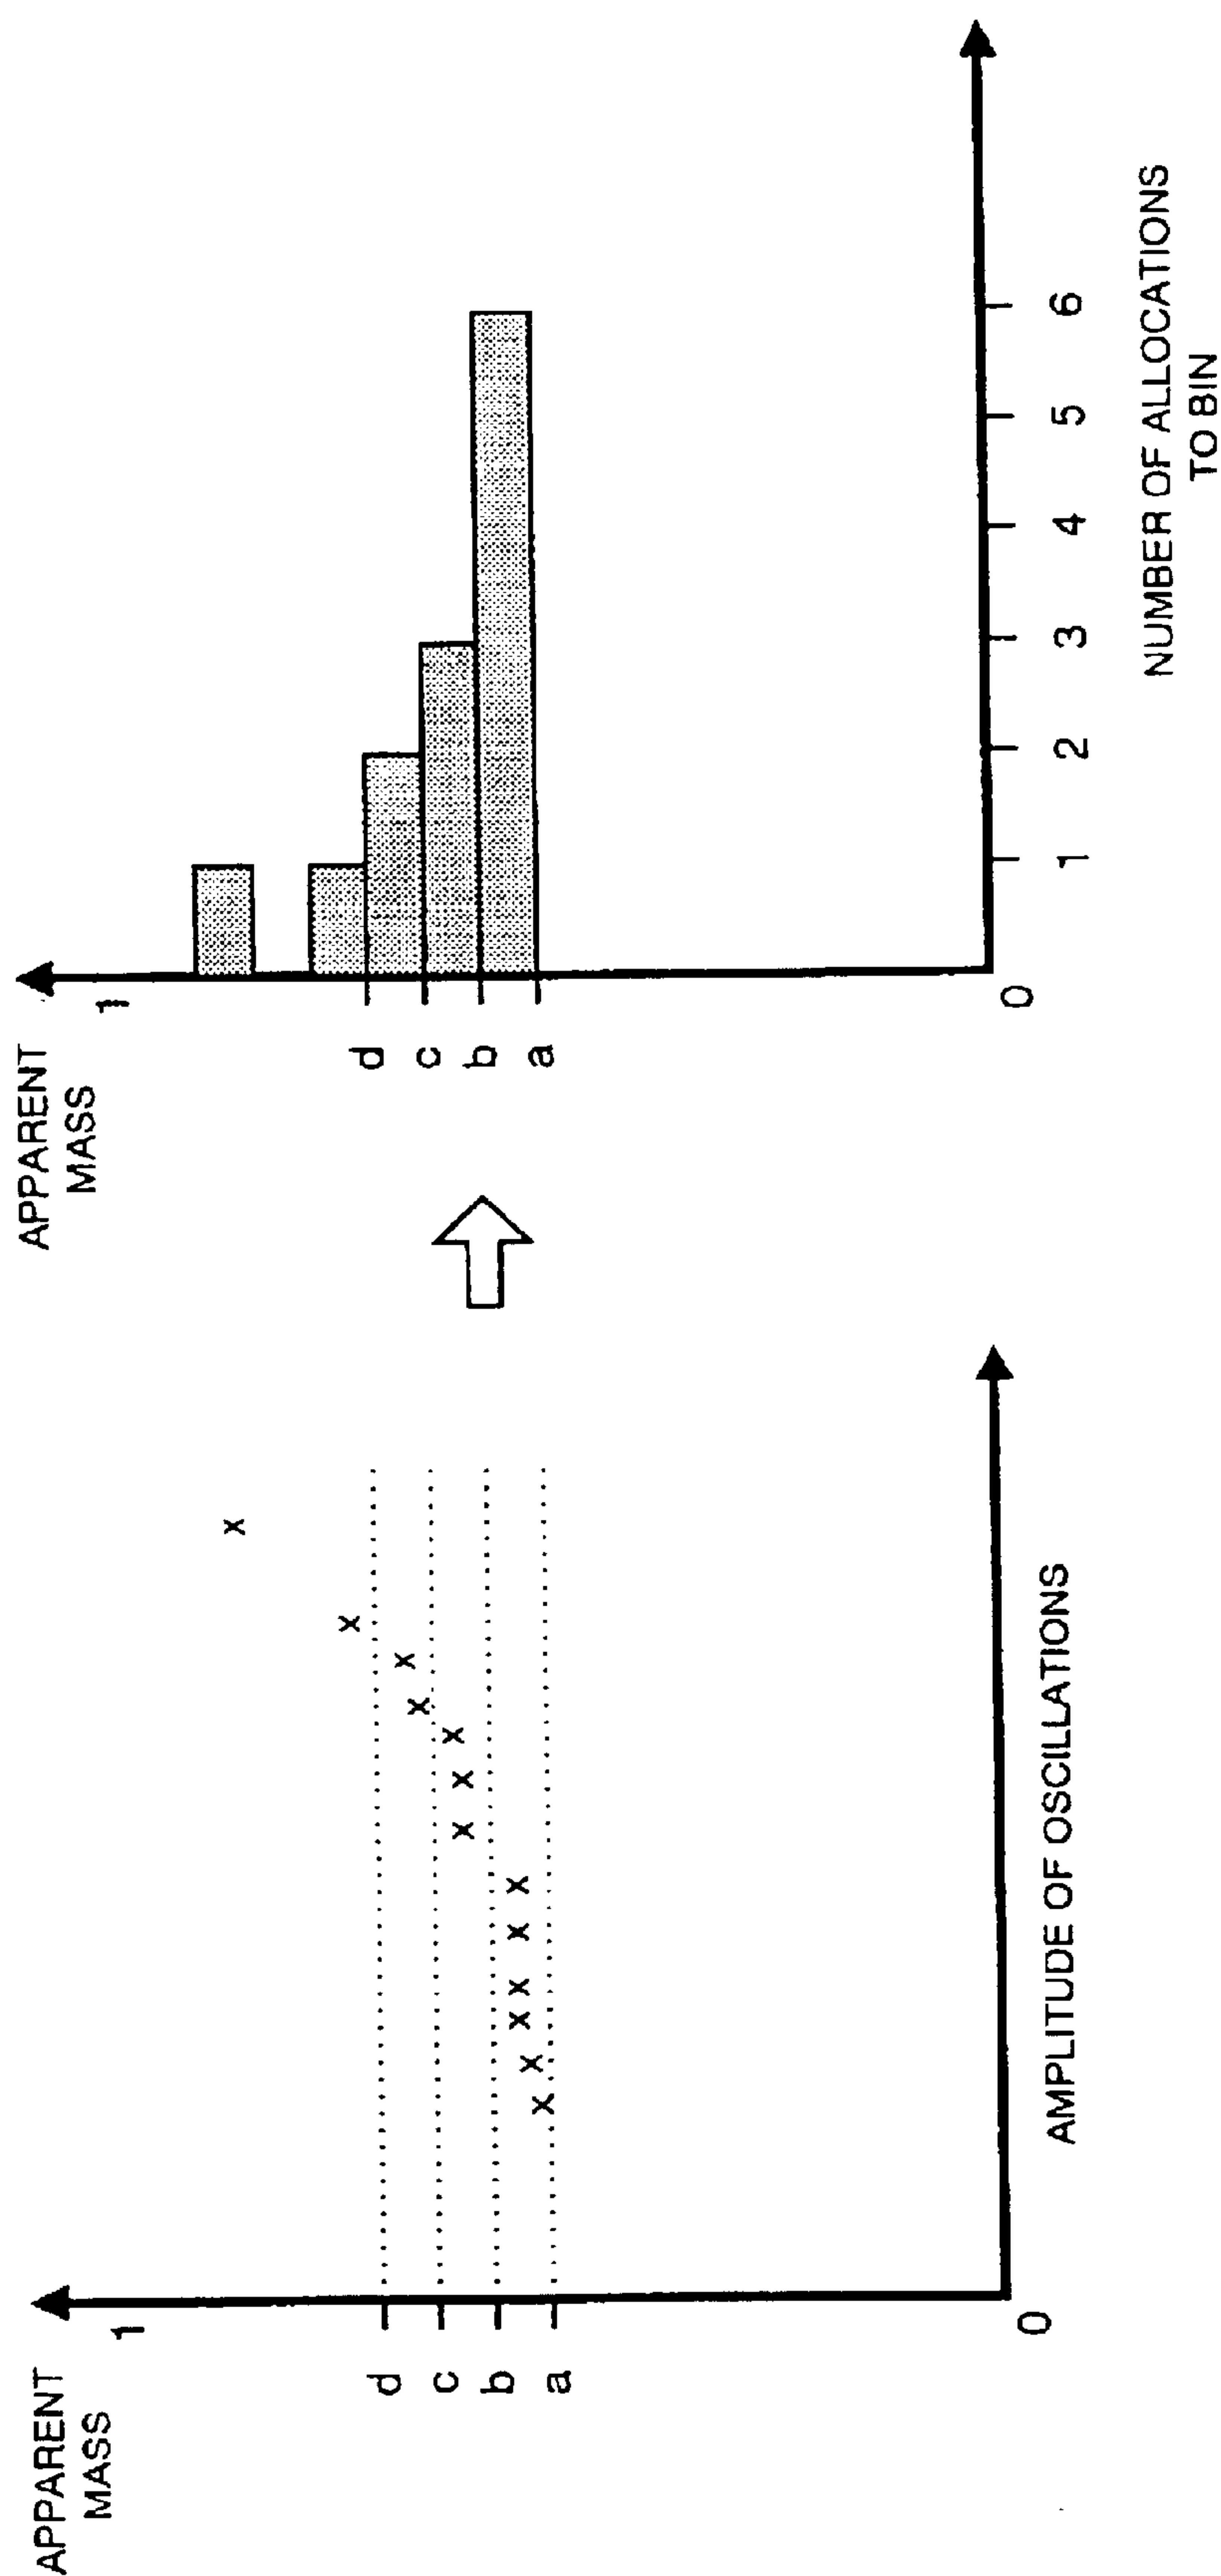 APPARENT
MASS
1
d
c
b
a
0
x
x
x
x
x
x
x
x
x
x
x
x
x
AMPLITUDE OF OSCILLATIONS
APPARENT
MASS
1
d
c
b
a
0
1
2
3
4
5
6
NUMBER OF ALLOCATIONS
TO BIN